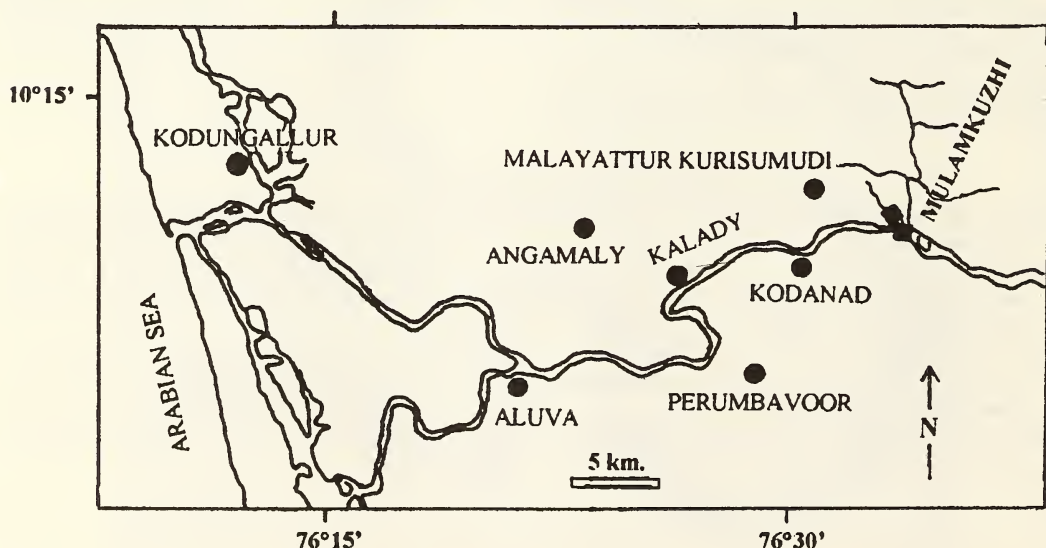 10°15'
KODUNGALLUR
MALAYATTUR KURISUMUDI
MULAMKUZHI
ANGAMALY
KALADY
KODANAD
ARABIAN SEA
ALUVA
PERUMBAVOOR
N
5 km.
76°15'
76°30'